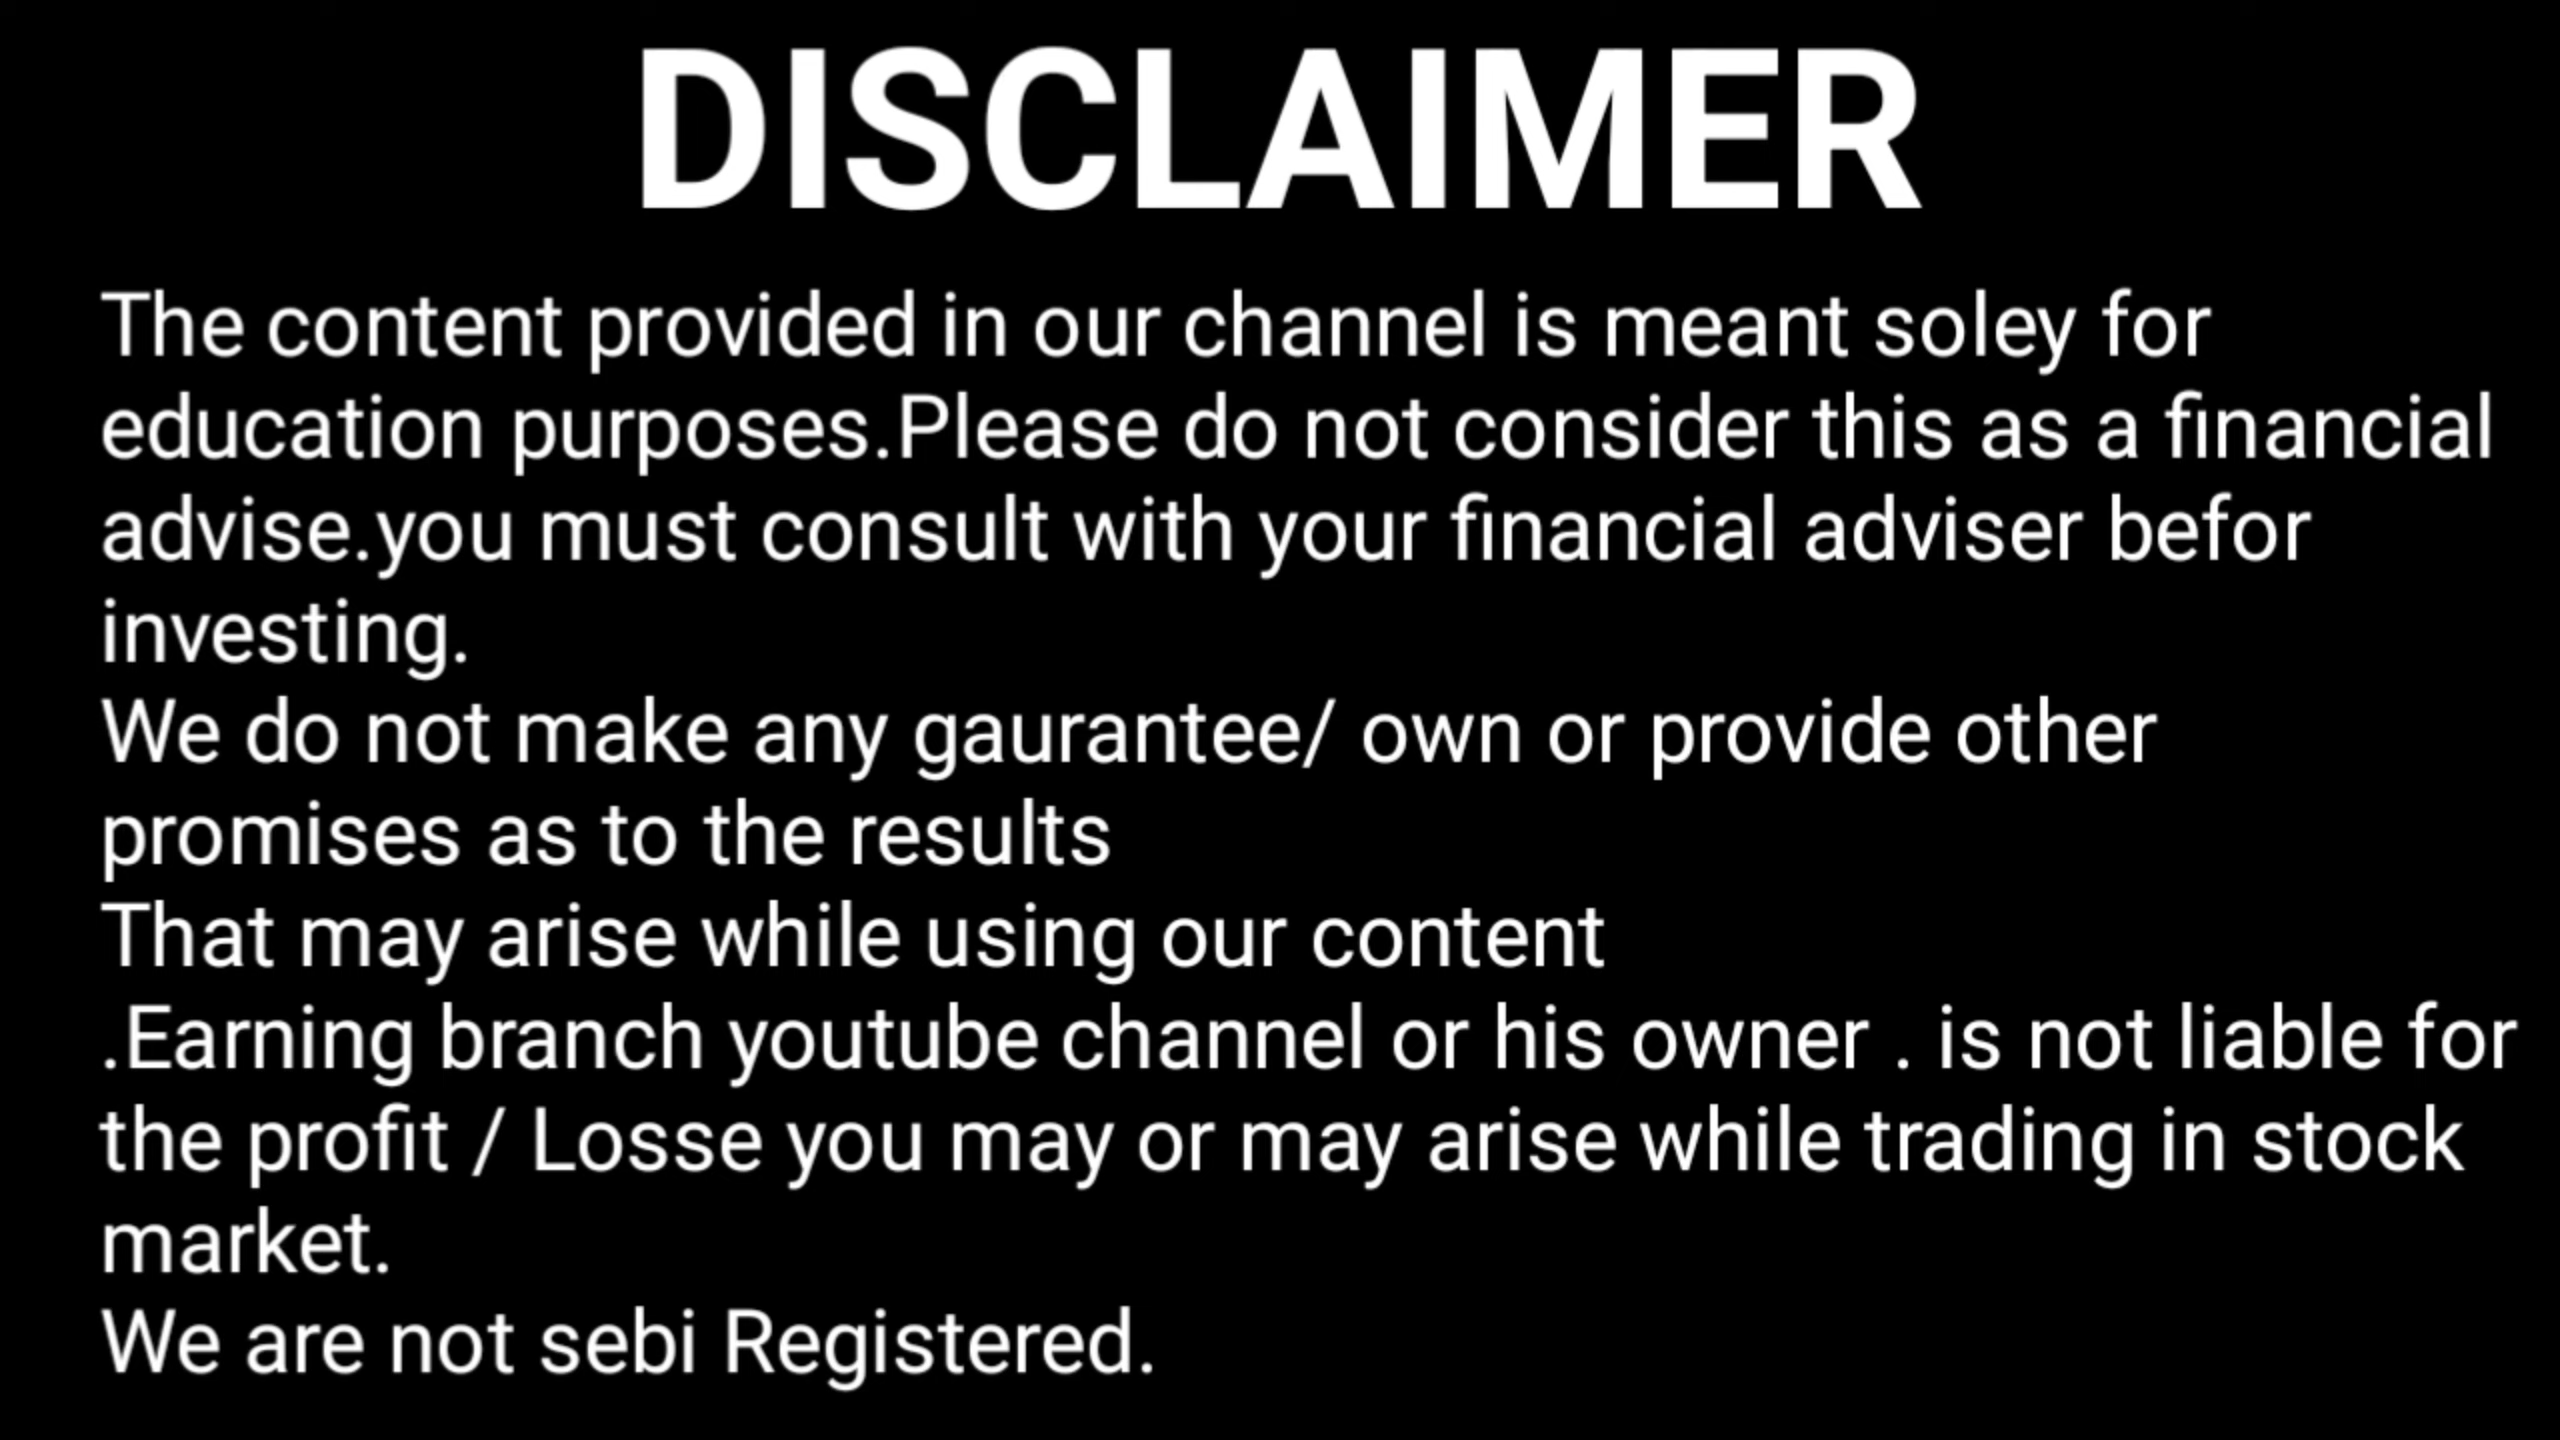 DISCLAIMER
The content provided in our channel is meant soley for
education purposes.Please do not consider this as a financial
advise.you must consult with your financial adviser befor
investing.
We do not make any gaurantee/ own or provide other
promises as to the results
That may arise while using our content
.Earning branch youtube channel or his owner . is not liable for
the profit / Losse you may or may arise while trading in stock
market.
We are not sebi Registered.